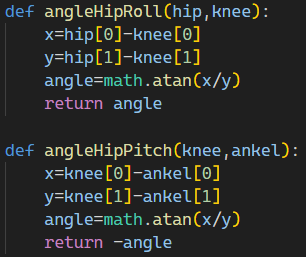 def angleHipRoll(hip,knee):
    x=hip[0]-knee[0]
    y=hip[1]-knee[1]
    angle=math.atan(x/y)
    return angle

def angleHipPitch(knee,ankel):
    x=knee[0]-ankel[0]
    y=knee[1]-ankel[1]
    angle=math.atan(x/y)
    return -angle